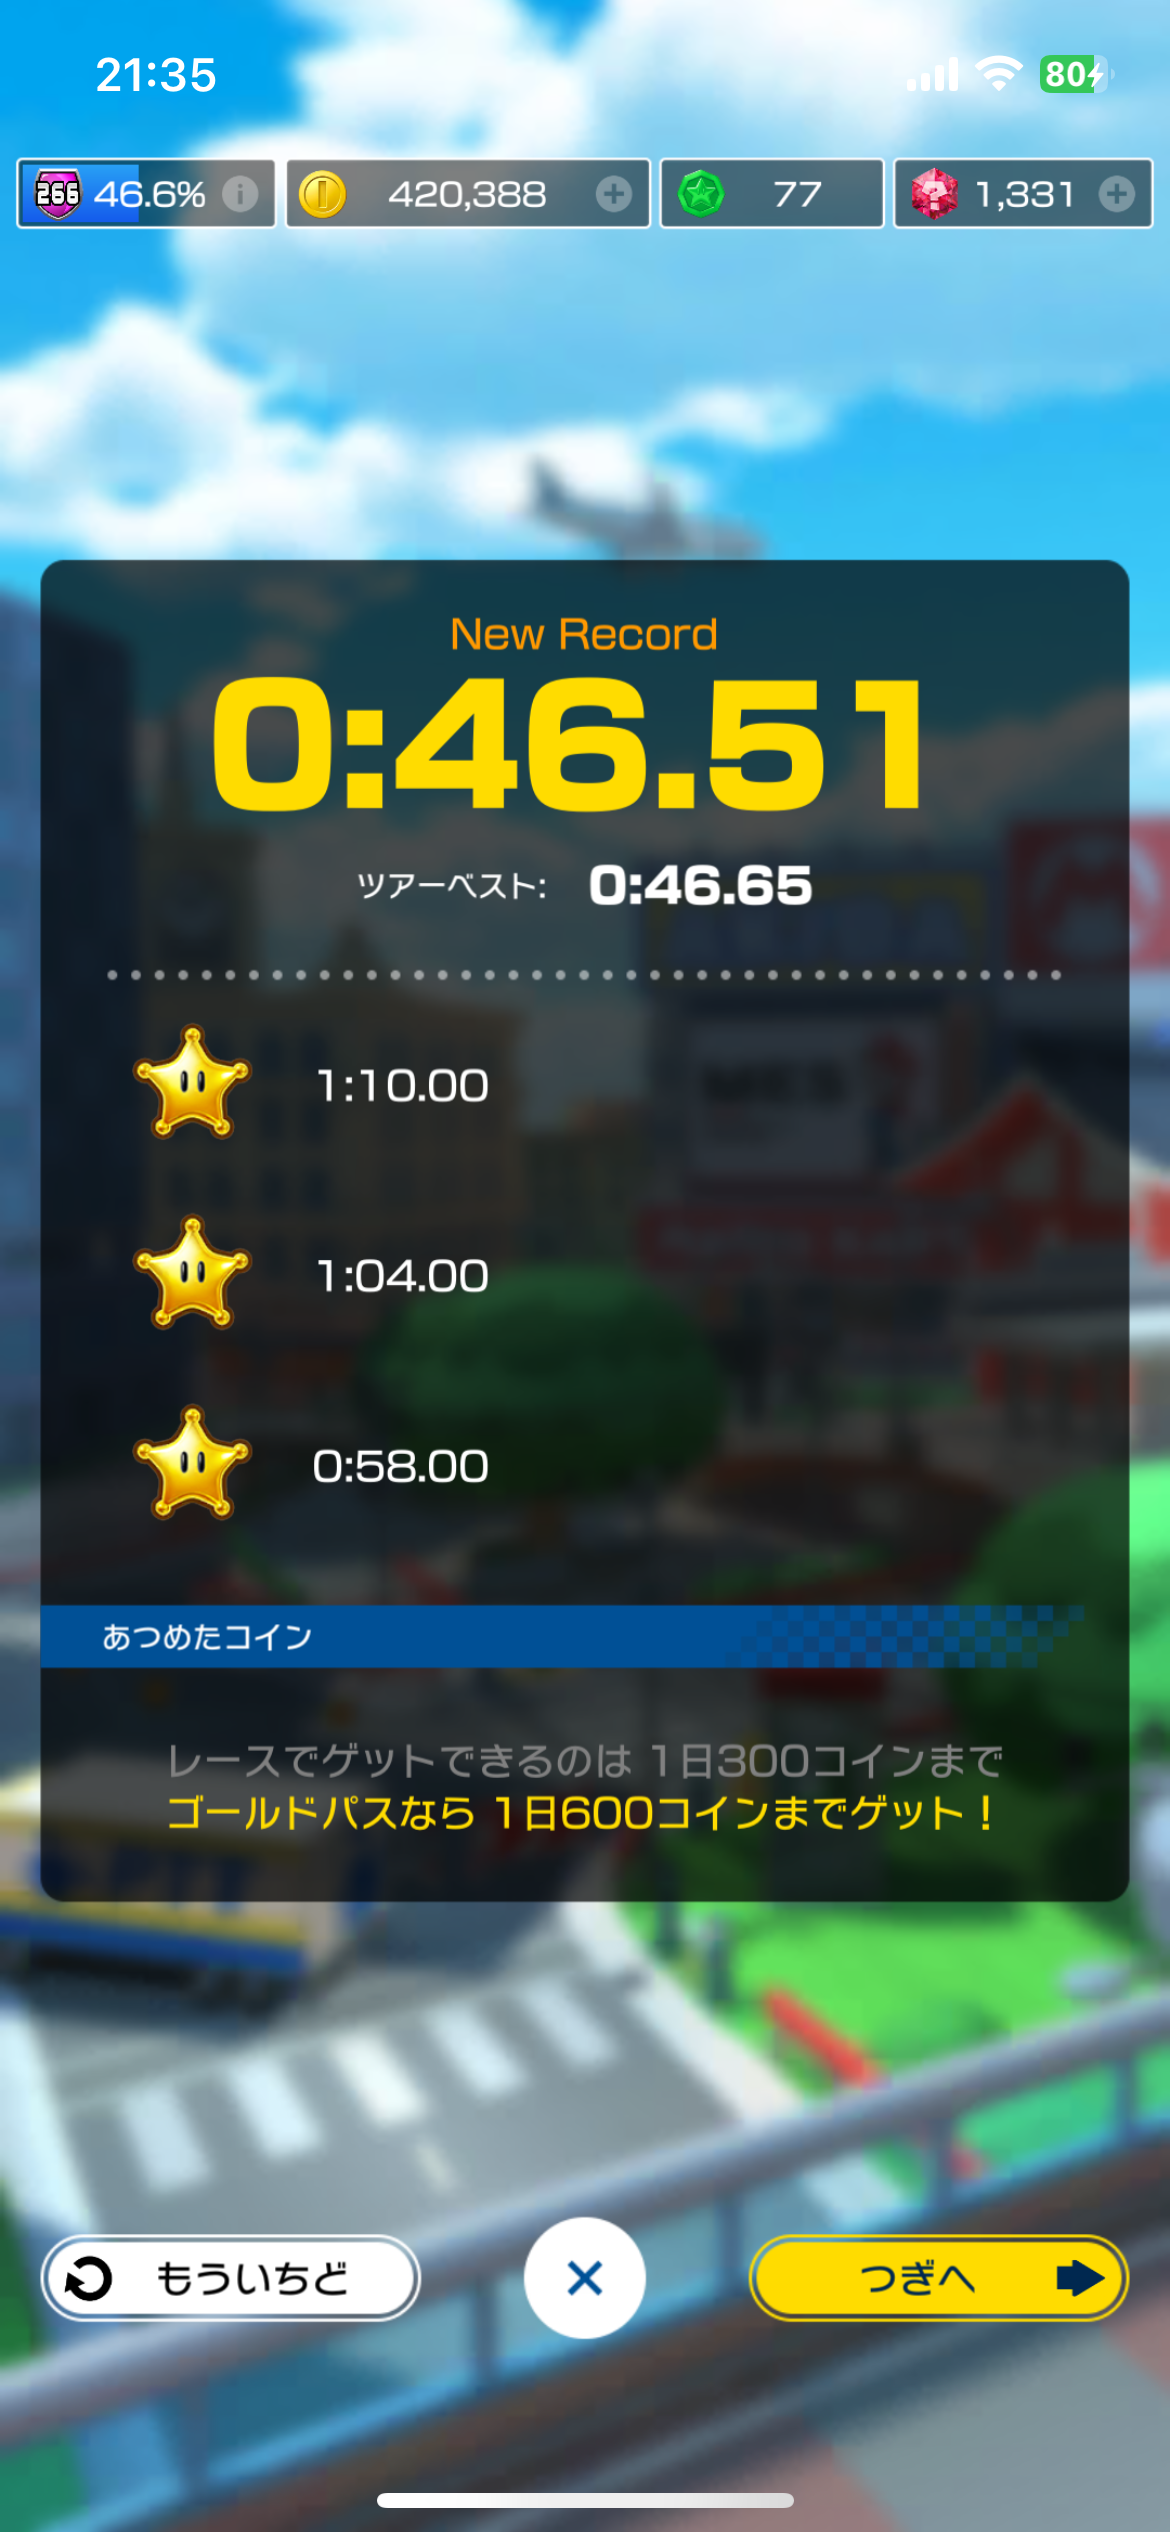 21:35
80
266 46.6%
420,388
77
1,331
New Record
0:46.51
ツアーベスト: 0:46.65
1:10.00
1:04.00
0:58.00
あつめたコイン
レースでゲットできるのは 1日300コインまで
ゴールドパスなら 1日600コインまでゲット！
もういちど
つぎへ